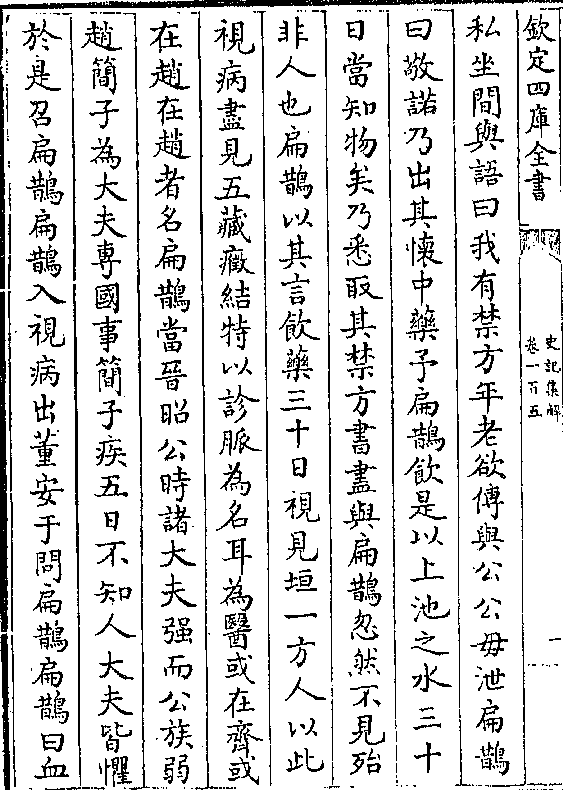 欽定四庫全書
史記集解
卷一百五
一
私坐間與語曰我有禁方年老欲傳與公公毋泄扁鵲
曰敬諾乃出其懷中藥予扁鵲飲是以上池之水三十
日當知物矣乃悉取其禁方書盡與扁鵲忽然不見殆
非人也扁鵲以其言飲藥三十日視見垣一方人以此
視病盡見五藏癥結特以診脈為名耳為醫或在齊或
在趙在趙者名扁鵲當晉昭公時諸大夫强而公族弱
趙簡子為大夫專國事簡子疾五日不知人大夫皆懼
於是召扁鵲扁鵲入視病出董安于問扁鵲扁鵲曰血